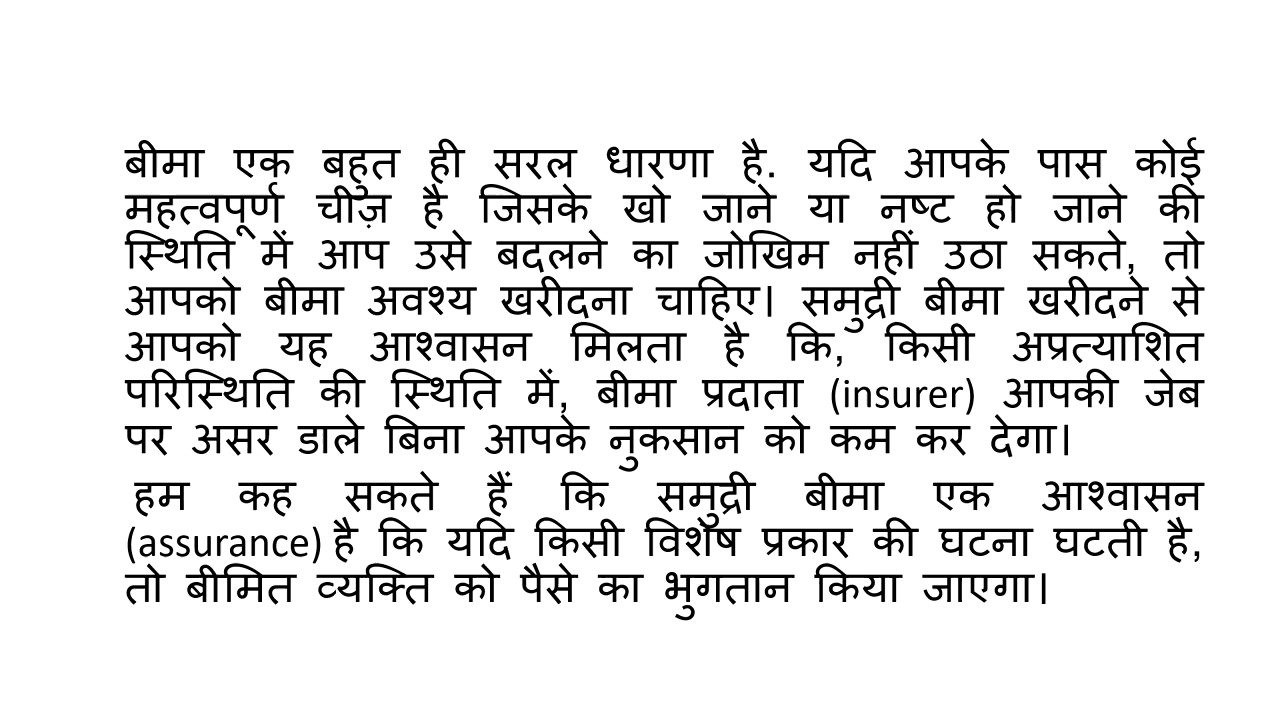 बीमा एक बहुत ही सरल धारणा है. यदि आपके पास कोई
महत्वपूर्ण चीज़ है जिसके खो जाने या नष्ट हो जाने की
स्थिति में आप उसे बदलने का जोखिम नहीं उठा सकते, तो
आपको बीमा अवश्य खरीदना चाहिए। समुद्री बीमा खरीदने से
आपको यह आश्वासन मिलता है कि, किसी अप्रत्याशित
परिस्थिति की स्थिति में, बीमा प्रदाता (insurer) आपकी जेब
पर असर डाले बिना आपके नुकसान को कम कर देगा।
हम कह सकते हैं कि समुद्री बीमा एक आश्वासन
(assurance) है कि यदि किसी विशेष प्रकार की घटना घटती है,
तो बीमित व्यक्ति को पैसे का भुगतान किया जाएगा।